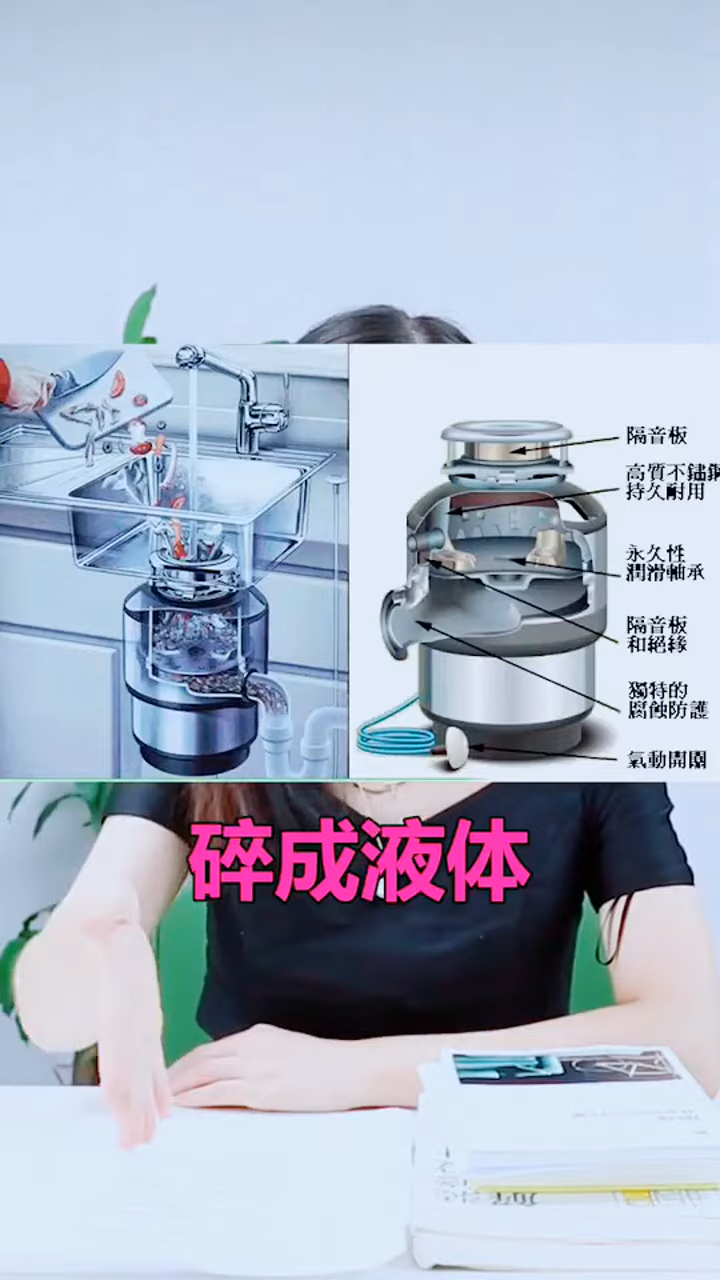 隔音板
高質不鏽鋼
持久耐用
永久性
潤滑軸承
隔音板
和絕緣
獨特的
腐蝕防護
氣動開關
碎成液体